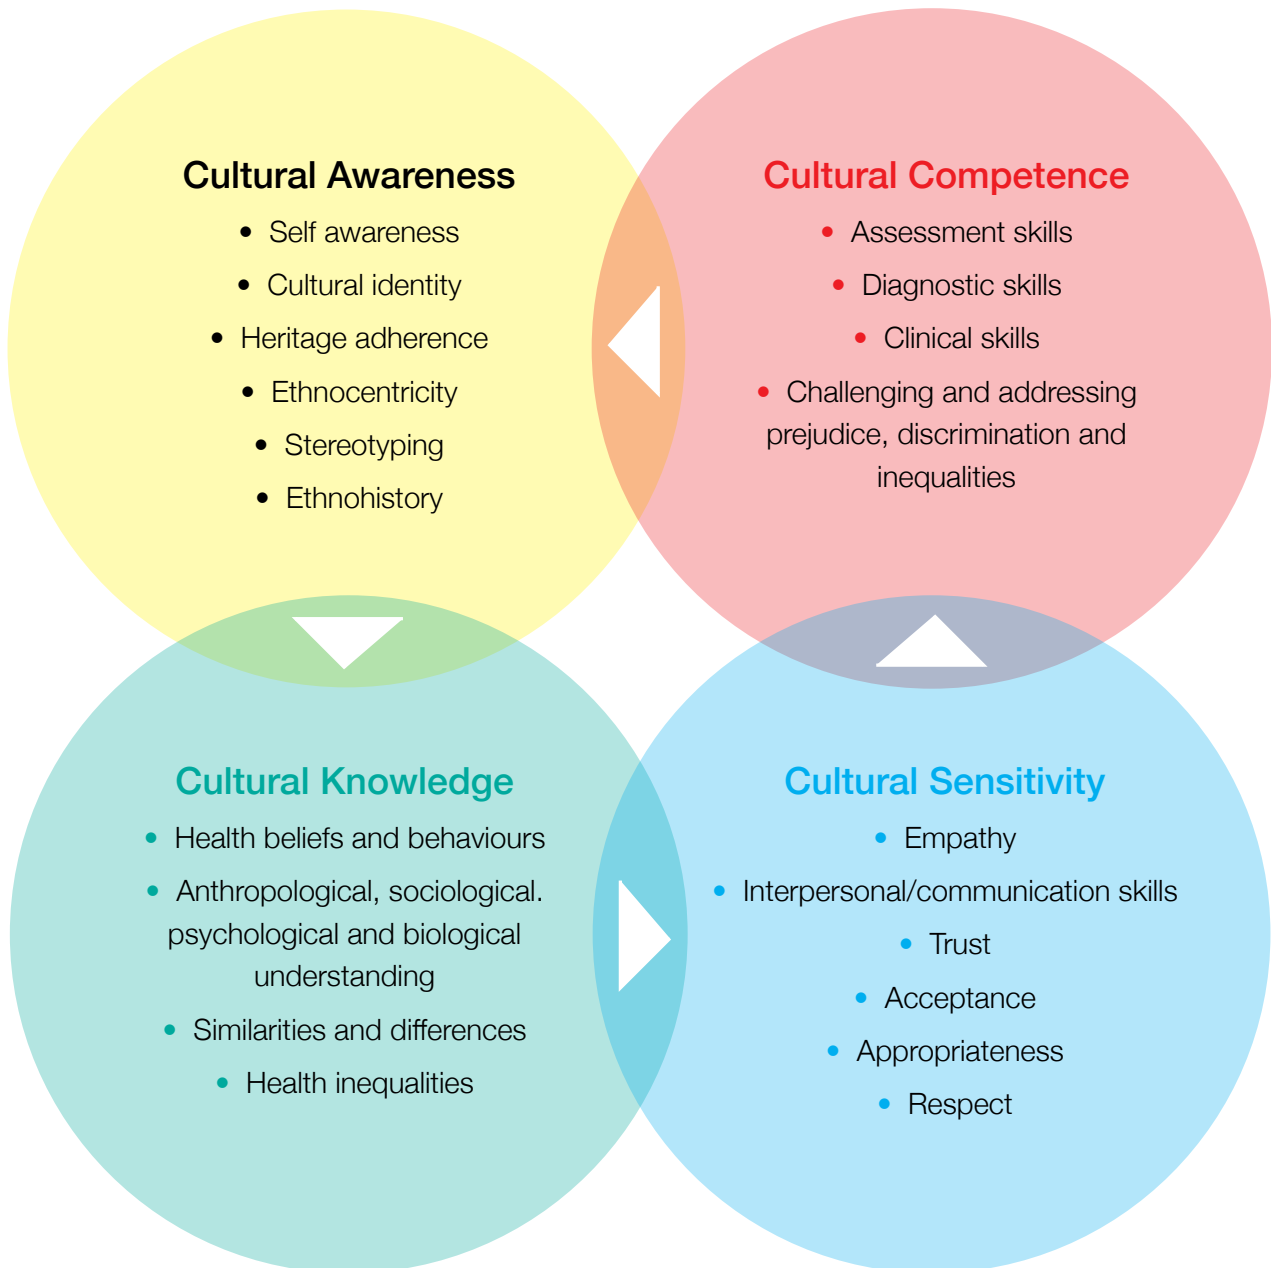 Cultural Awareness
• Self awareness
• Cultural identity
• Heritage adherence
• Ethnocentricity
• Stereotyping
• Ethnohistory
Cultural Competence
• Assessment skills
• Diagnostic skills
• Clinical skills
• Challenging and addressing
prejudice, discrimination and
inequalities
Cultural Knowledge
• Health beliefs and behaviours
• Anthropological, sociological.
psychological and biological
understanding
• Similarities and differences
• Health inequalities
Cultural Sensitivity
• Empathy
• Interpersonal/communication skills
• Trust
• Acceptance
• Appropriateness
• Respect